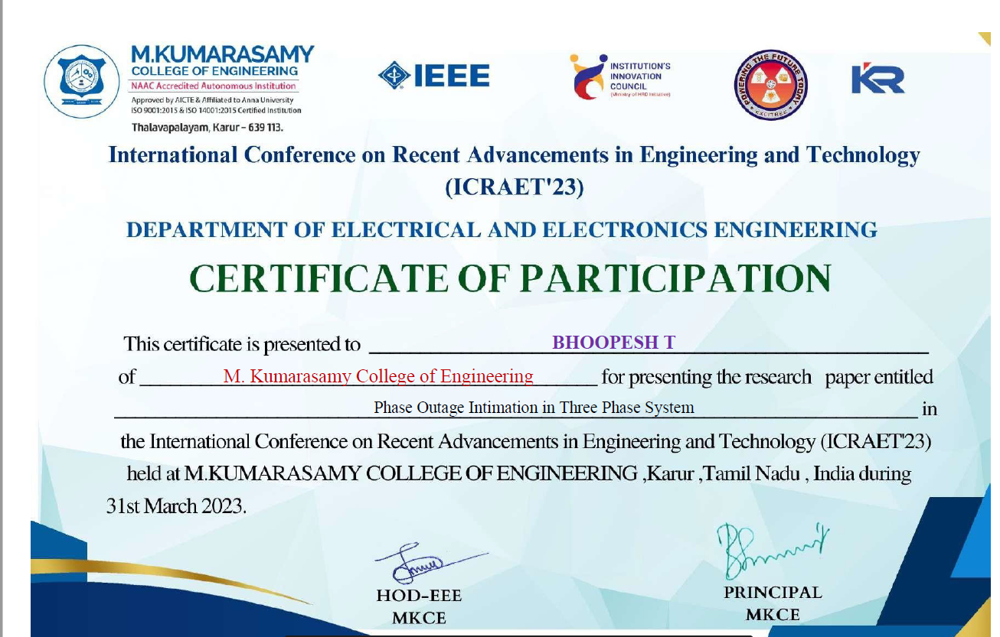 M.KUMARASAMY
COLLEGE OF ENGINEERING
NAAC Accredited Autonomous Institution
Approved by AICTE & Affiliated to Anna University
ISO 9001:2015 & ISO 14001:2015 Certified Institution
Thalavapalayam, Karur – 639 113.
IEEE
INSTITUTION'S
INNOVATION
COUNCIL
(Ministry of HRD Initiative)
POWERING THE FUTURE TODAY
EXCITREE
KR
International Conference on Recent Advancements in Engineering and Technology
(ICRAET'23)
DEPARTMENT OF ELECTRICAL AND ELECTRONICS ENGINEERING
CERTIFICATE OF PARTICIPATION
This certificate is presented to BHOOPESH T
of M. Kumarasamy College of Engineering for presenting the research paper entitled
Phase Outage Intimation in Three Phase System in
the International Conference on Recent Advancements in Engineering and Technology (ICRAET'23)
held at M.KUMARASAMY COLLEGE OF ENGINEERING ,Karur ,Tamil Nadu , India during
31st March 2023.
HOD-EEE
MKCE
PRINCIPAL
MKCE